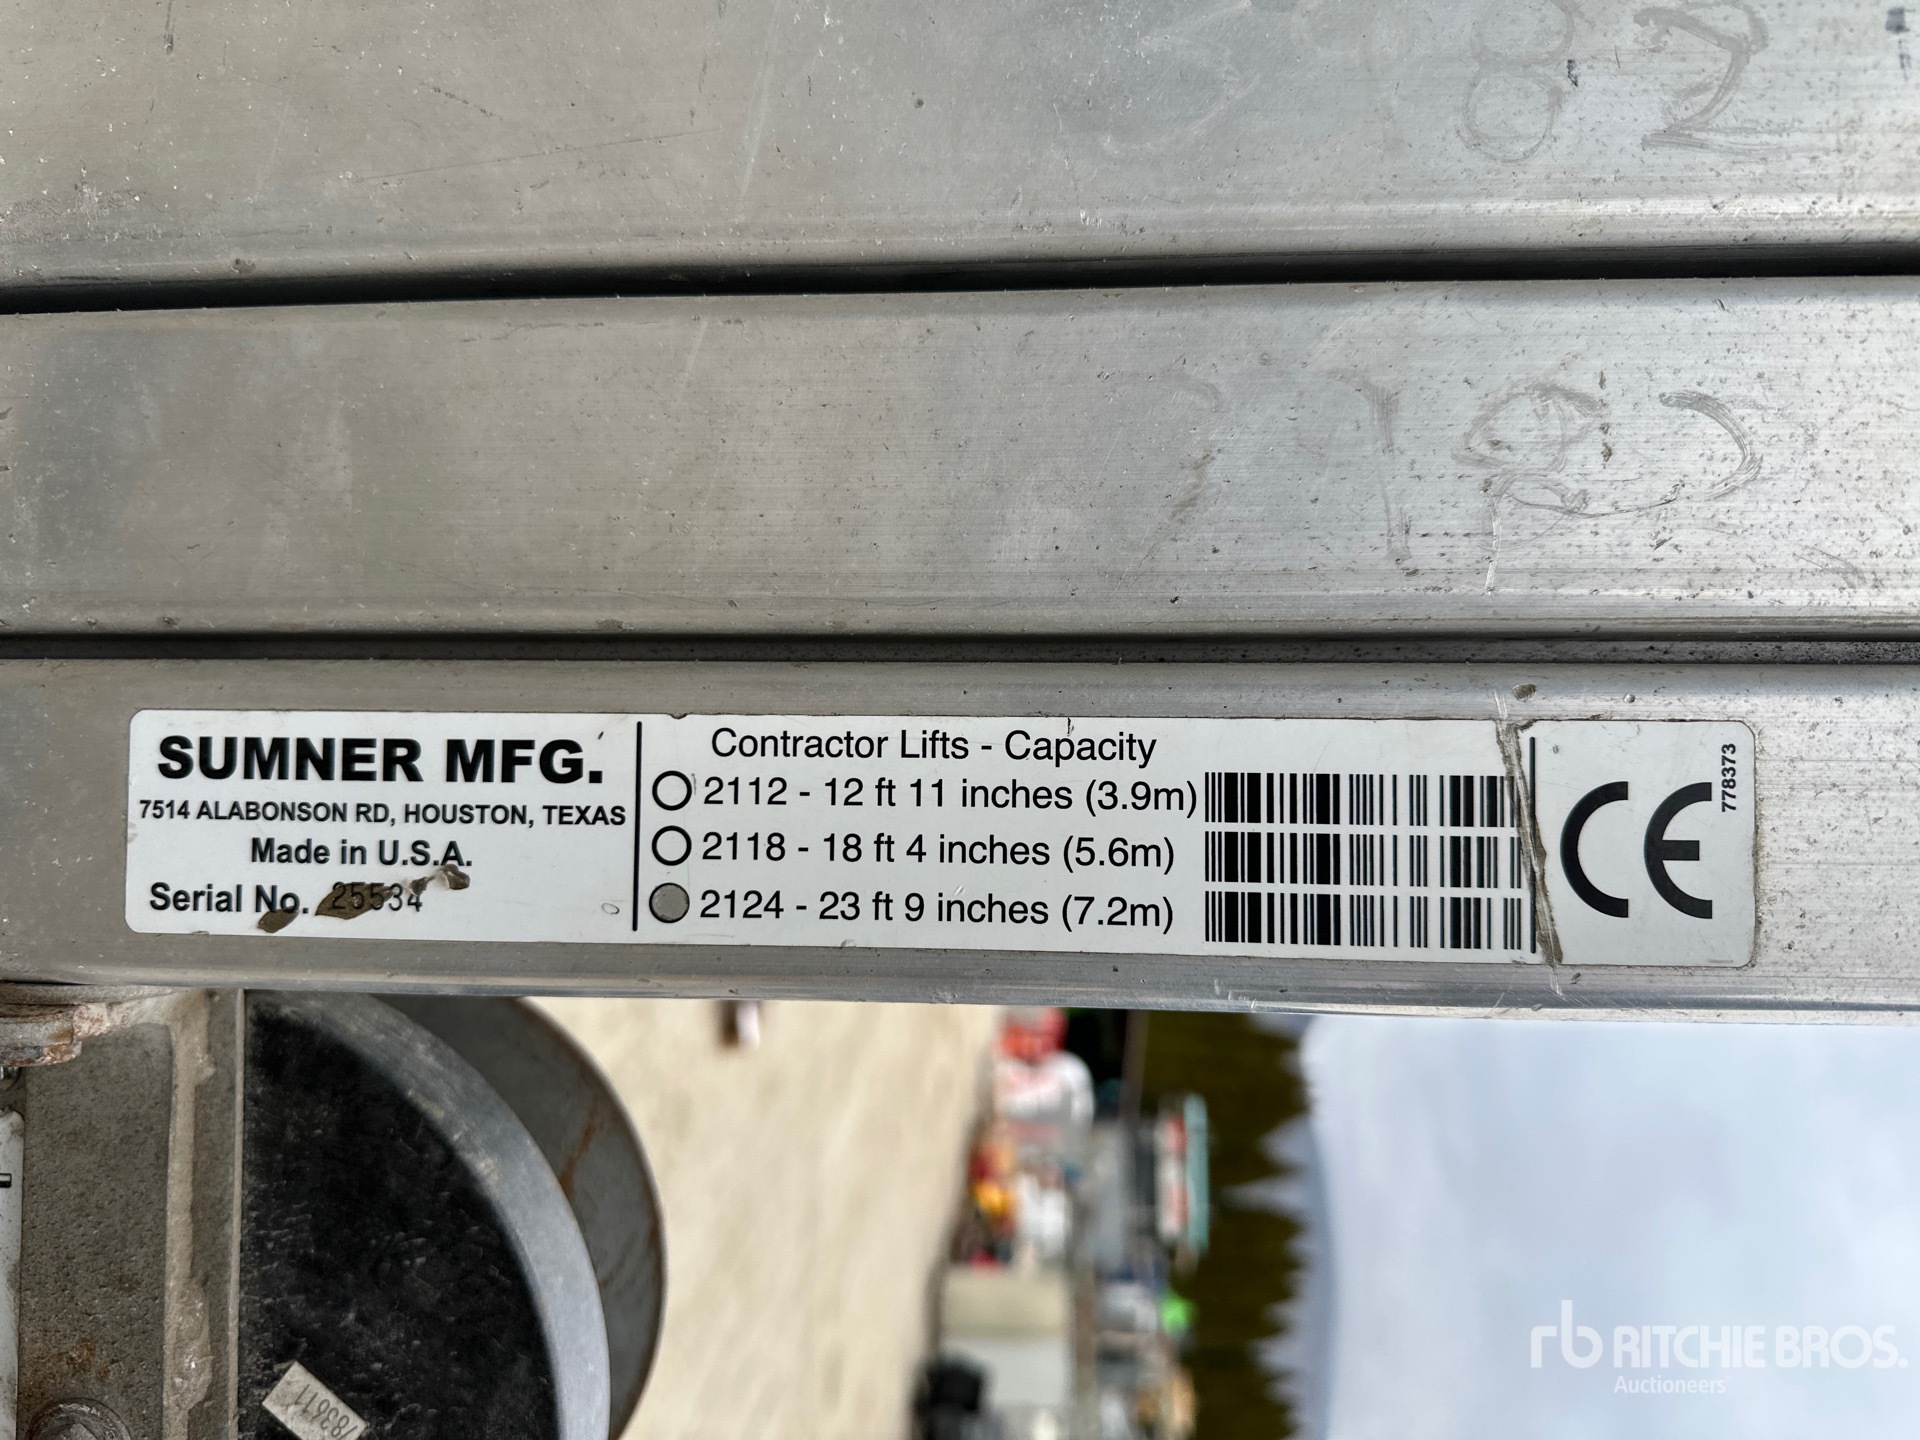 SUMNER MFG.
7514 ALABONSON RD, HOUSTON, TEXAS
Made in U.S.A.
Serial No. 25534
Contractor Lifts - Capacity
2112 - 12 ft 11 inches (3.9m)
2118 - 18 ft 4 inches (5.6m)
2124 - 23 ft 9 inches (7.2m)
CE
778373
783611
rb RITCHIE BROS.
Auctioneers